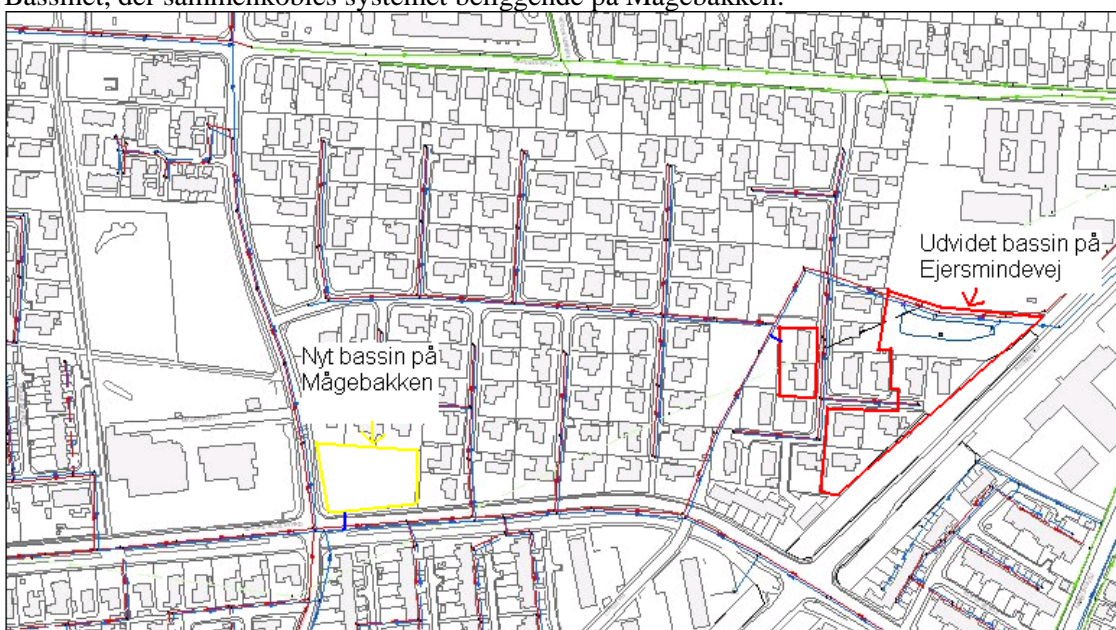 Bassinet, der sammenkobles systemet beliggende på Mågebakken.
Udvidet bassin på
Ejersmindevej
Nyt bassin på
Mågebakken